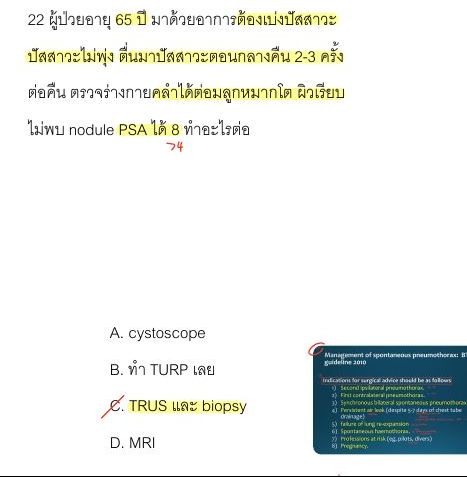 22 ผู้ป่วยอายุ 65 ปี มาด้วยอาการต้องเบ่งปัสสาวะ
ปัสสาวะไม่พุ่ง ตื่นมาปัสสาวะตอนกลางคืน 2-3 ครั้ง
ต่อคืน ตรวจร่างกายคลำได้ต่อมลูกหมากโต ผิวเรียบ
ไม่พบ nodule PSA ได้ 8 ทำอะไรต่อ
>4
A. cystoscope
B. ทำ TURP เลย
C. TRUS และ biopsy
D. MRI
Management of spontaneous pneumothorax: B
guideline 2010
Indications for surgical advice should be as follows
1) Second ipsilateral pneumothorax.
2) First contralateral pneumothorax.
3) Synchronous bilateral spontaneous pneumothora
4) Persistent air leak (despite 5-7 days of chest tube
drainage)
5) failure of lung re-expansion
6) Spontaneous haemothorax.
7) Professions at risk (eg, pilots, divers)
8) Pregnancy.